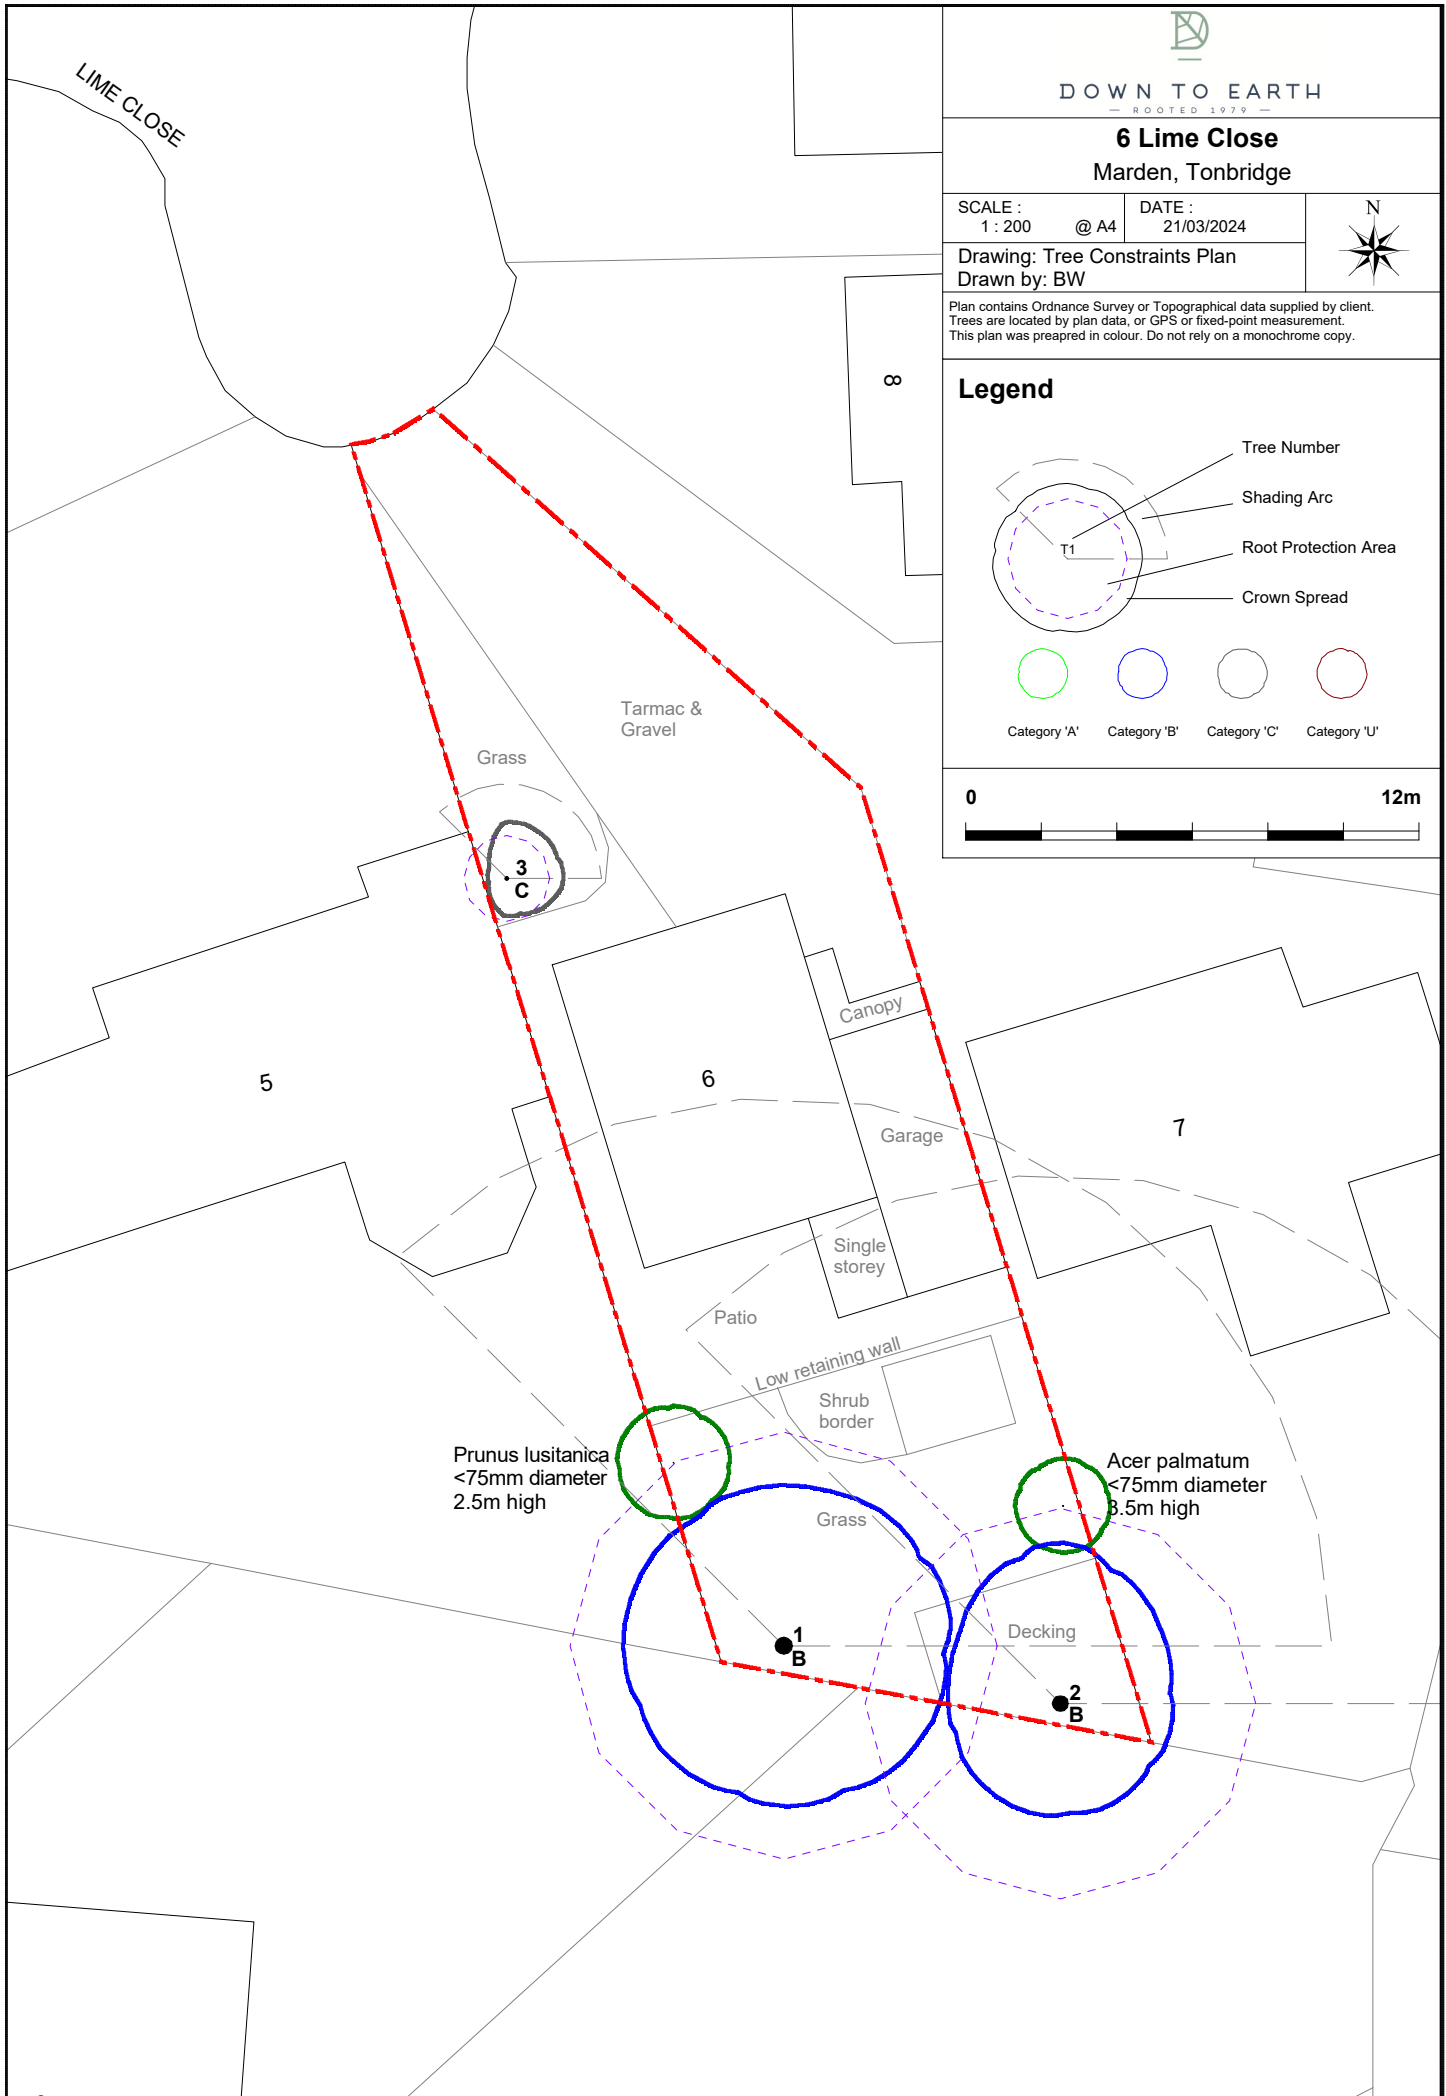 LIME CLOSE
DOWN TO EARTH
— ROOTED 1979 —
6 Lime Close
Marden, Tonbridge
SCALE :
1 : 200 @ A4
DATE :
21/03/2024
N
Drawing: Tree Constraints Plan
Drawn by: BW
Plan contains Ordnance Survey or Topographical data supplied by client.
Trees are located by plan data, or GPS or fixed-point measurement.
This plan was preapred in colour. Do not rely on a monochrome copy.
Legend
Tree Number
Shading Arc
T1
Root Protection Area
Crown Spread
Category 'A' Category 'B' Category 'C' Category 'U'
0 12m
8
Tarmac &
Gravel
Grass
3
C
Canopy
5
6
7
Garage
Single
storey
Patio
Low retaining wall
Shrub
border
Prunus lusitanica
<75mm diameter
2.5m high
Acer palmatum
<75mm diameter
3.5m high
Grass
Decking
1
B
2
B